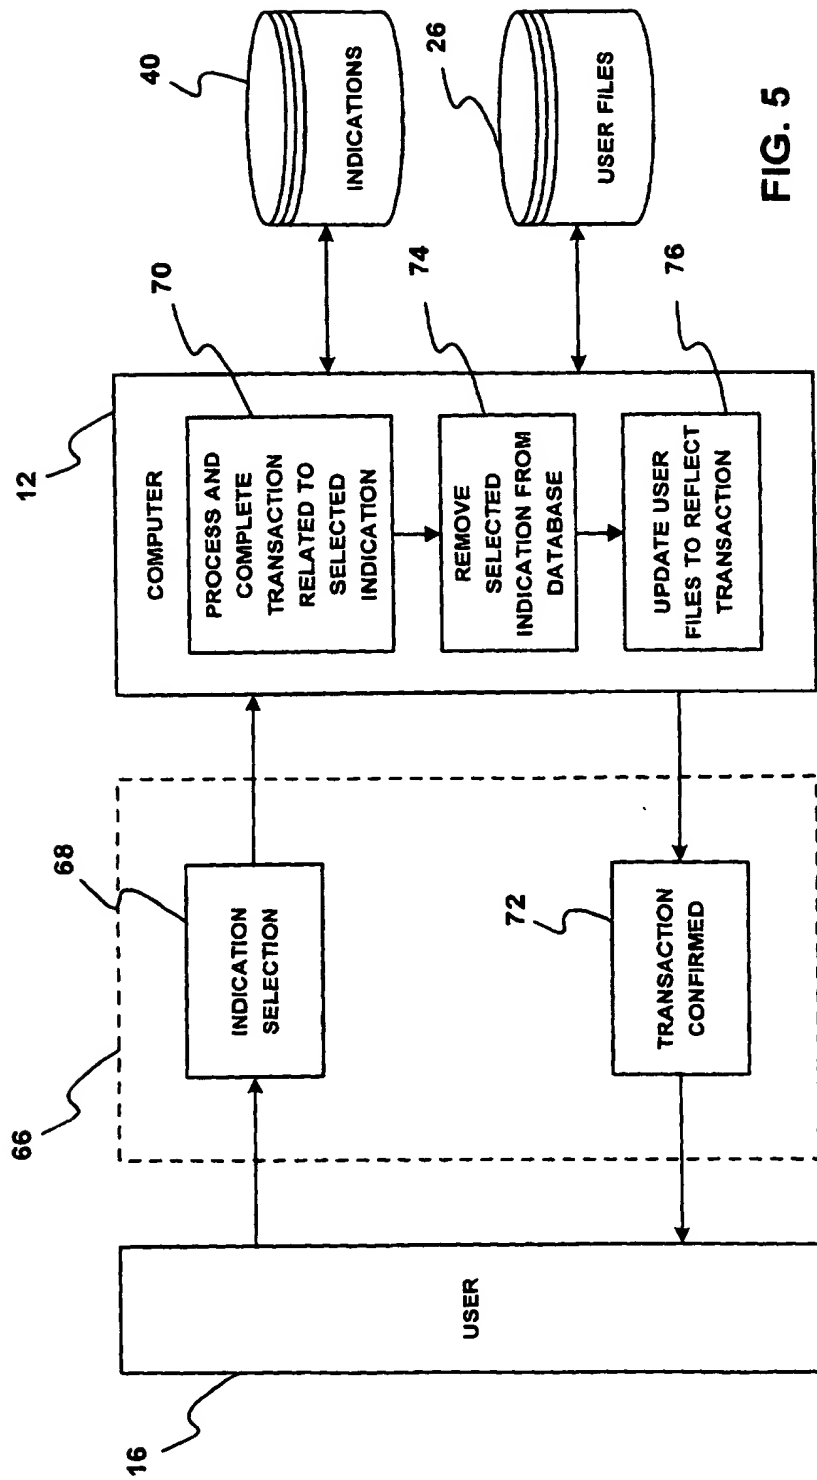 16
USER
66
68
INDICATION
SELECTION
72
TRANSACTION
CONFIRMED
12
COMPUTER
70
PROCESS AND
COMPLETE
TRANSACTION
RELATED TO
SELECTED
INDICATION
74
REMOVE
SELECTED
INDICATION FROM
DATABASE
76
UPDATE USER
FILES TO REFLECT
TRANSACTION
40
INDICATIONS
26
USER FILES
FIG. 5